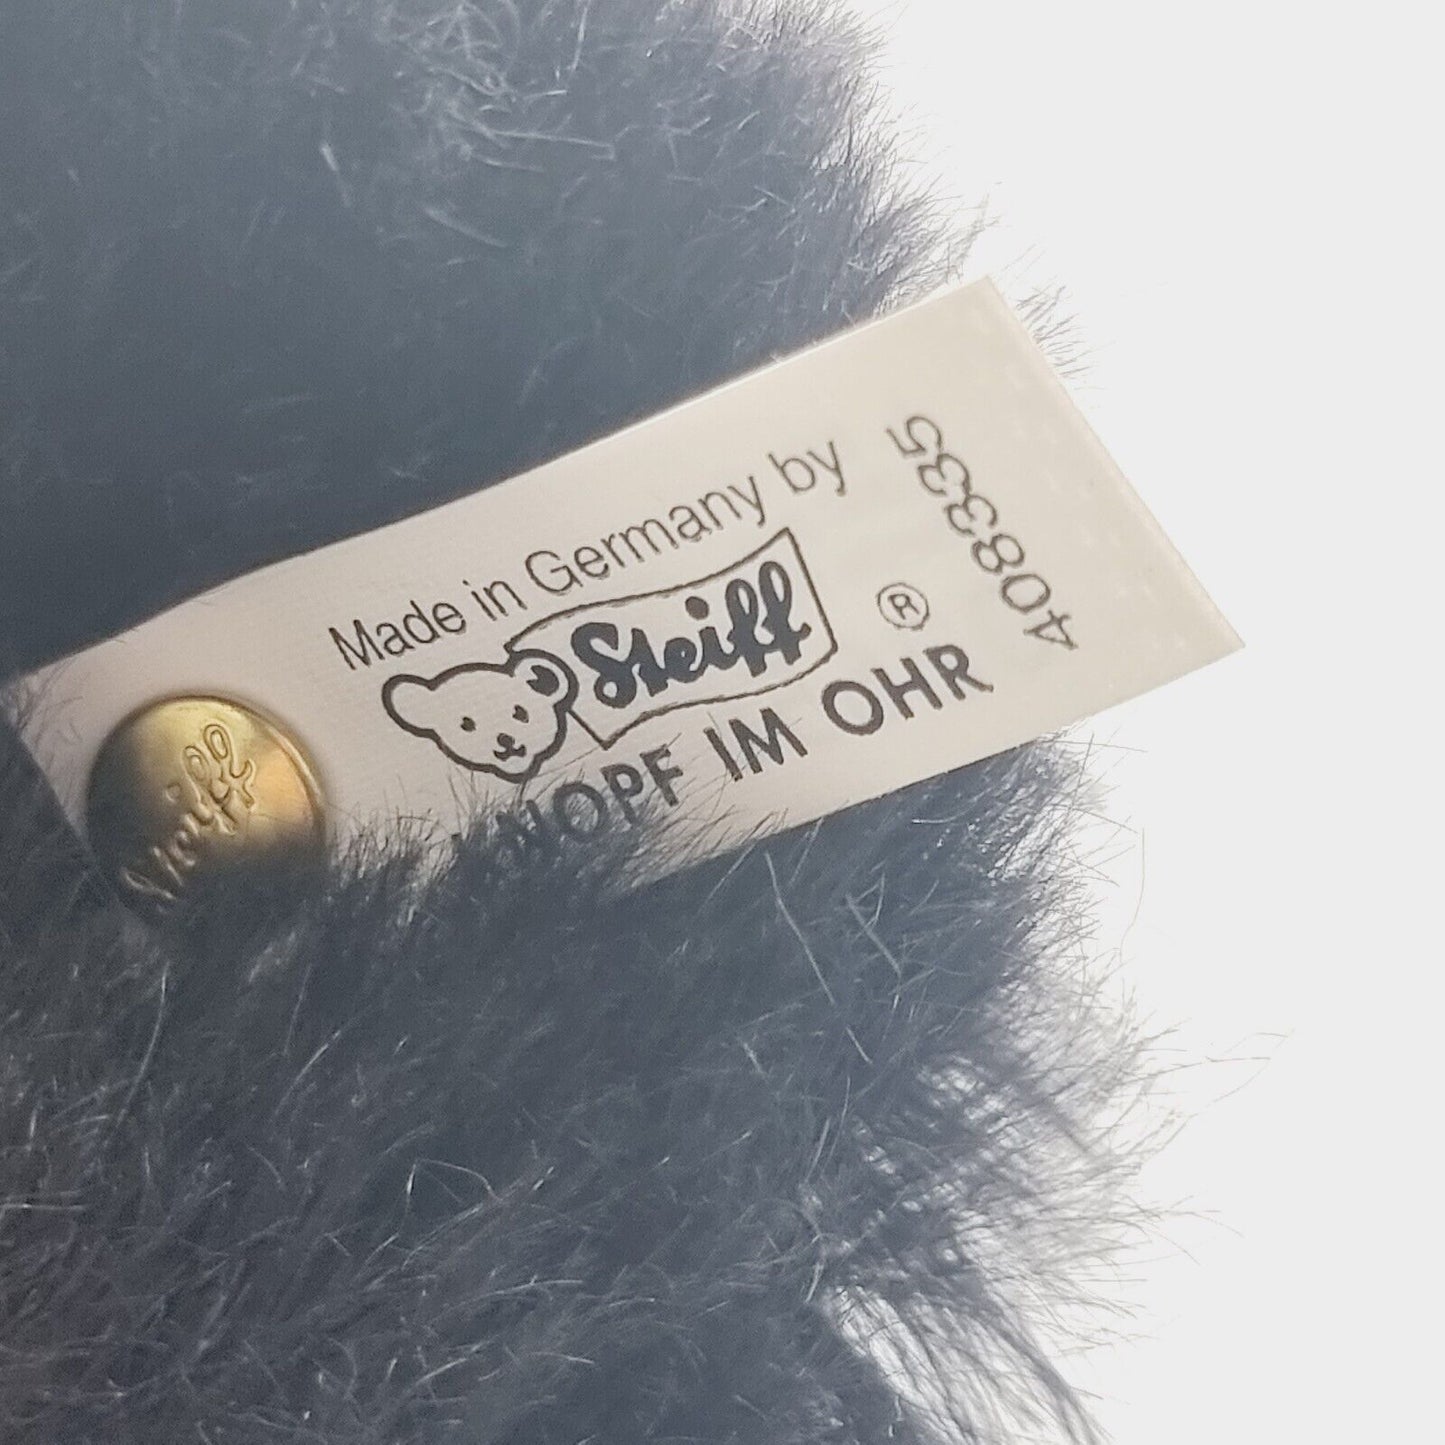 Made in Germany by
Steiff
®
KNOPF IM OHR
408335
Steiff